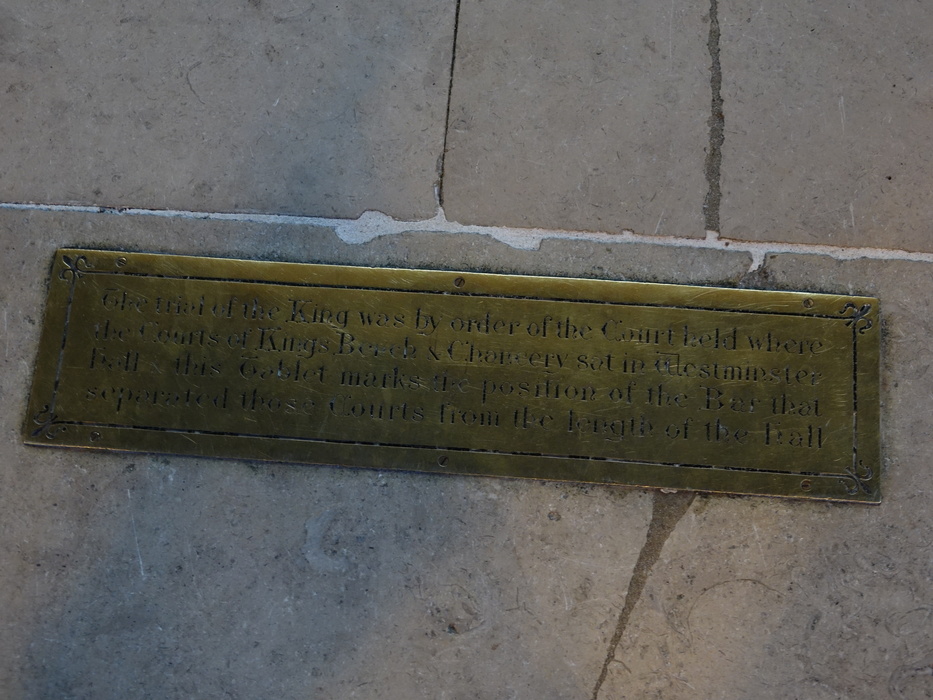 The trial of the King was by order of the Court held where
the Courts of Kings Bench & Chancery sat in Westminster
Hall & this Tablet marks the position of the Bar that
separated those Courts from the length of the Hall